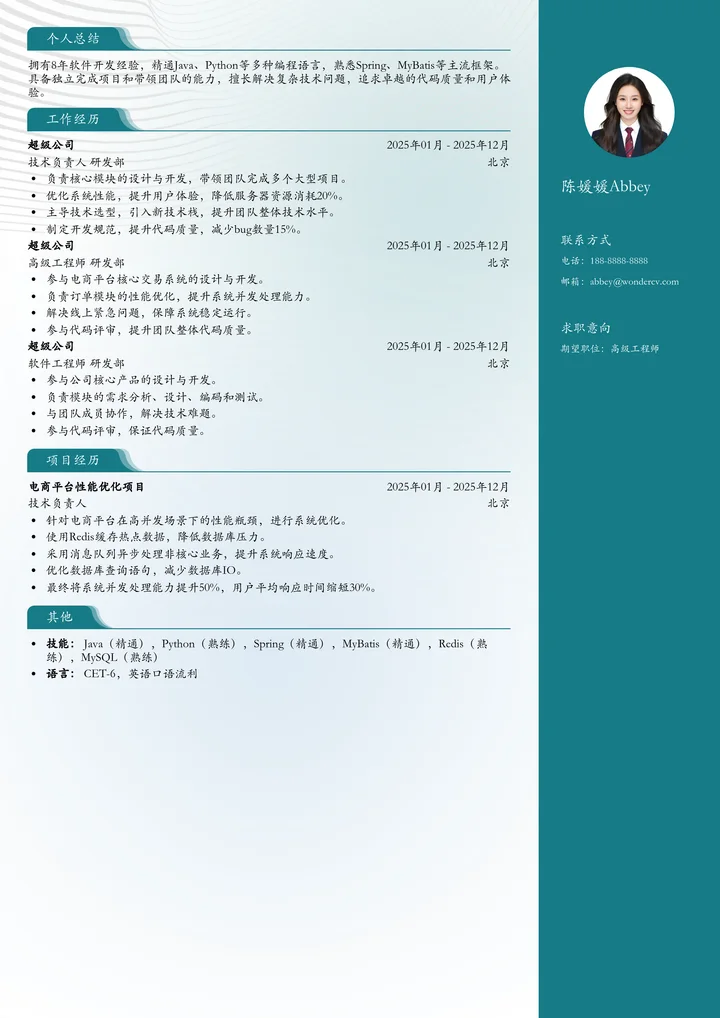 个人总结
拥有8年软件开发经验，精通Java、Python等多种编程语言，熟悉Spring、MyBatis等主流框架。
具备独立完成项目和带领团队的能力，擅长解决复杂技术问题，追求卓越的代码质量和用户体
验。
工作经历
超级公司 2025年01月 - 2025年12月
技术负责人 研发部 北京
• 负责核心模块的设计与开发，带领团队完成多个大型项目。
• 优化系统性能，提升用户体验，降低服务器资源消耗20%。
• 主导技术选型，引入新技术栈，提升团队整体技术水平。
• 制定开发规范，提升代码质量，减少bug数量15%。
超级公司 2025年01月 - 2025年12月
高级工程师 研发部 北京
• 参与电商平台核心交易系统的设计与开发。
• 负责订单模块的性能优化，提升系统并发处理能力。
• 解决线上紧急问题，保障系统稳定运行。
• 参与代码评审，提升团队整体代码质量。
超级公司 2025年01月 - 2025年12月
软件工程师 研发部 北京
• 参与公司核心产品的设计与开发。
• 负责模块的需求分析、设计、编码和测试。
• 与团队成员协作，解决技术难题。
• 参与代码评审，保证代码质量。
项目经历
电商平台性能优化项目 2025年01月 - 2025年12月
技术负责人 北京
• 针对电商平台在高并发场景下的性能瓶颈，进行系统优化。
• 使用Redis缓存热点数据，降低数据库压力。
• 采用消息队列异步处理非核心业务，提升系统响应速度。
• 优化数据库查询语句，减少数据库IO。
• 最终将系统并发处理能力提升50%，用户平均响应时间缩短30%。
其他
• 技能： Java（精通）, Python（熟练）, Spring（精通）, MyBatis（精通）, Redis（熟
练）, MySQL（熟练）
• 语言： CET-6，英语口语流利
陈媛媛Abbey
联系方式
电话：188-8888-8888
邮箱：abbey@wondercv.com
求职意向
期望职位：高级工程师